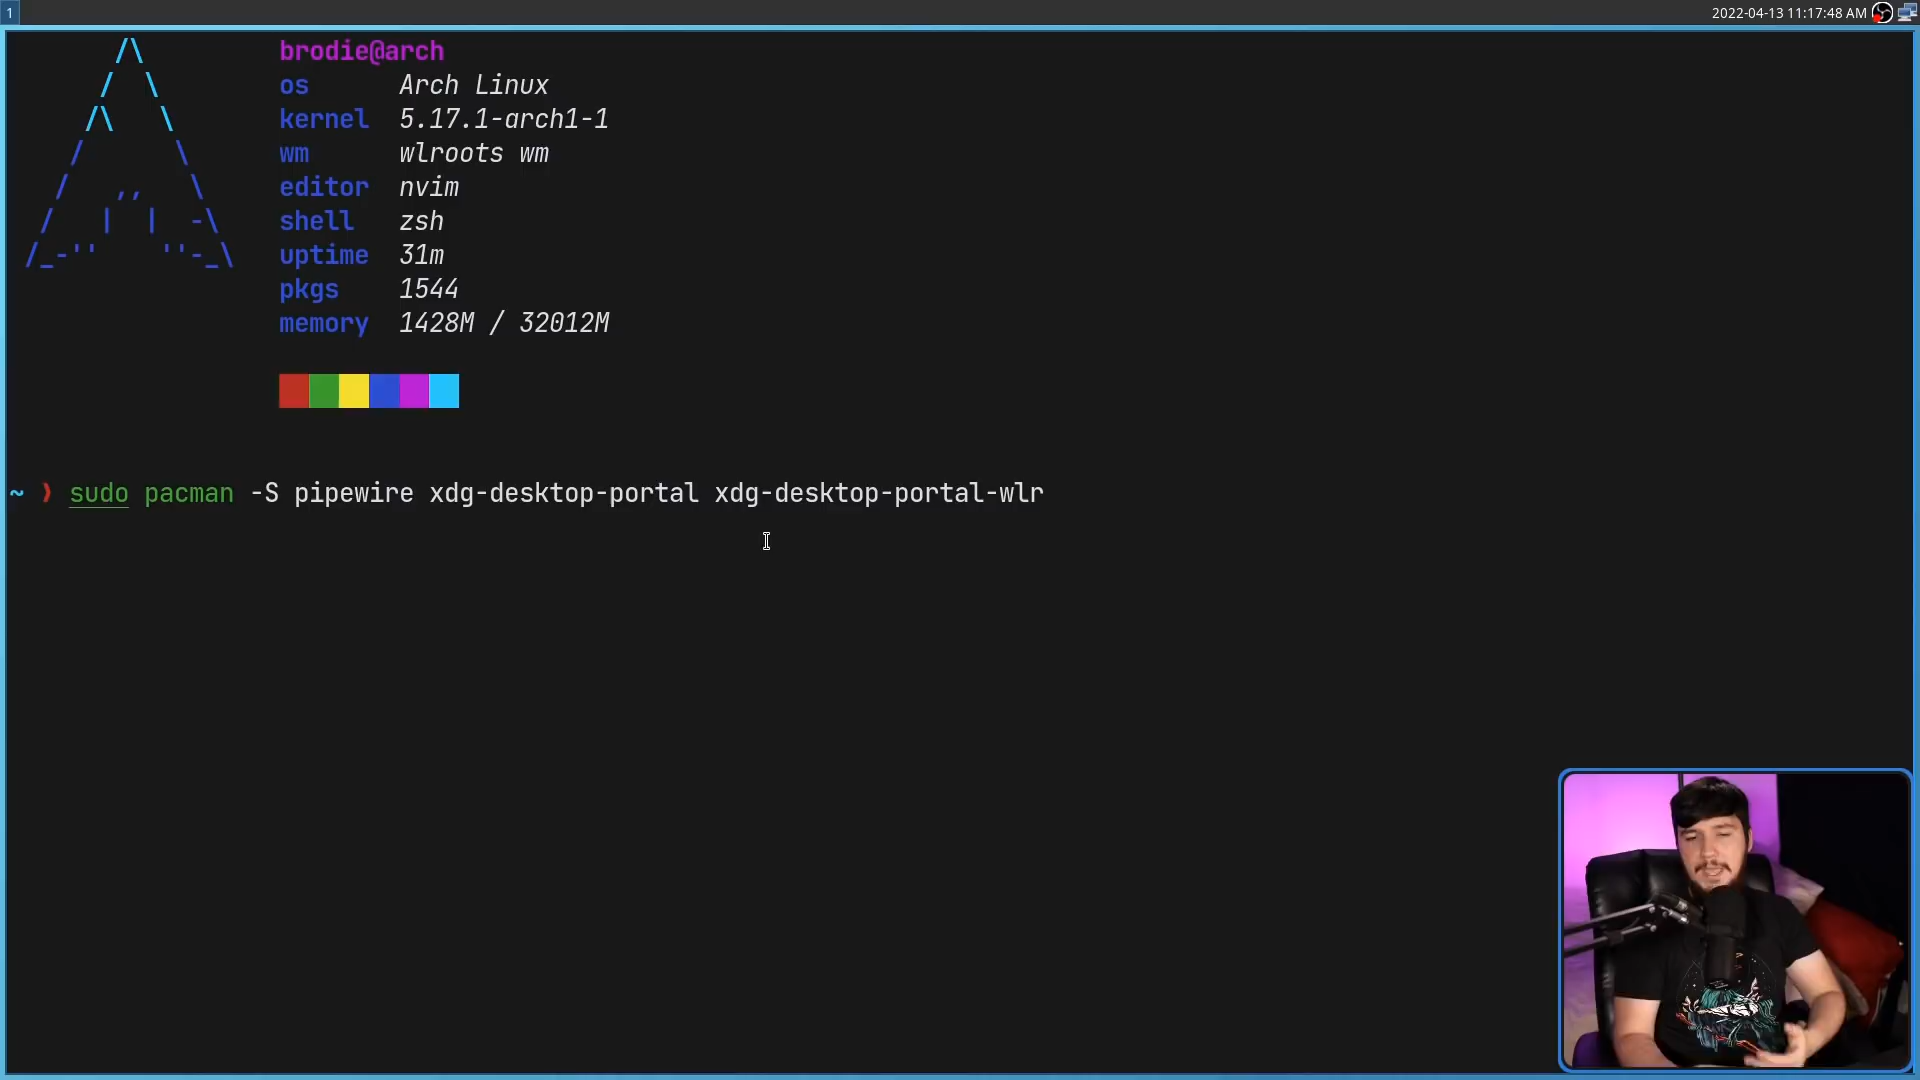 1
2022-04-13 11:17:48 AM
brodie@arch
os Arch Linux
kernel 5.17.1-arch1-1
wm wlroots wm
editor nvim
shell zsh
uptime 31m
pkgs 1544
memory 1428M / 32012M
~ ❫ sudo pacman -S pipewire xdg-desktop-portal xdg-desktop-portal-wlr